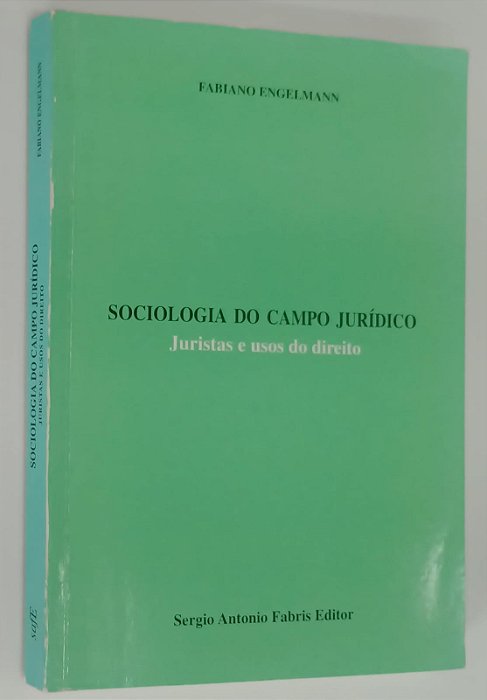 FABIANO ENGELMANN
SOCIOLOGIA DO CAMPO JURÍDICO
Juristas e usos do direito
Sergio Antonio Fabris Editor
FABIANO ENGELMANN
SOCIOLOGIA DO CAMPO JURÍDICO
JURISTAS E USOS DO DIREITO
safE